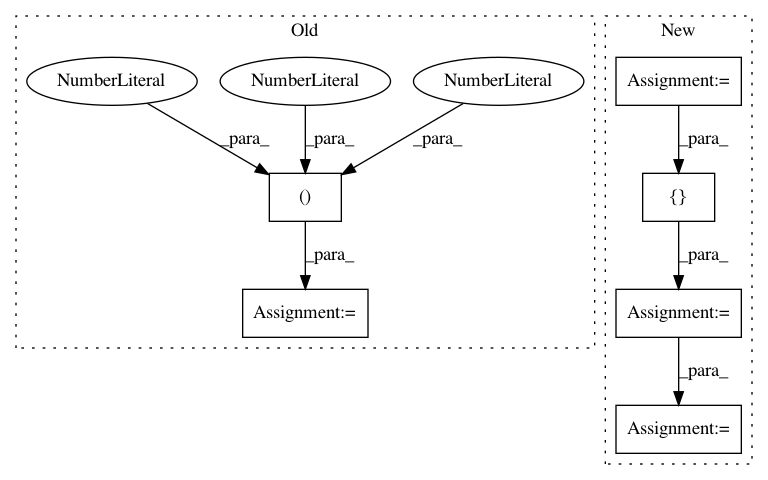 Old
New
NumberLiteral NumberLiteral NumberLiteral
Assignment:=
_para_ _para_ _para_
_para_
()
{}
_para_
_para_
Assignment:=
Assignment:=
_para_
Assignment:=